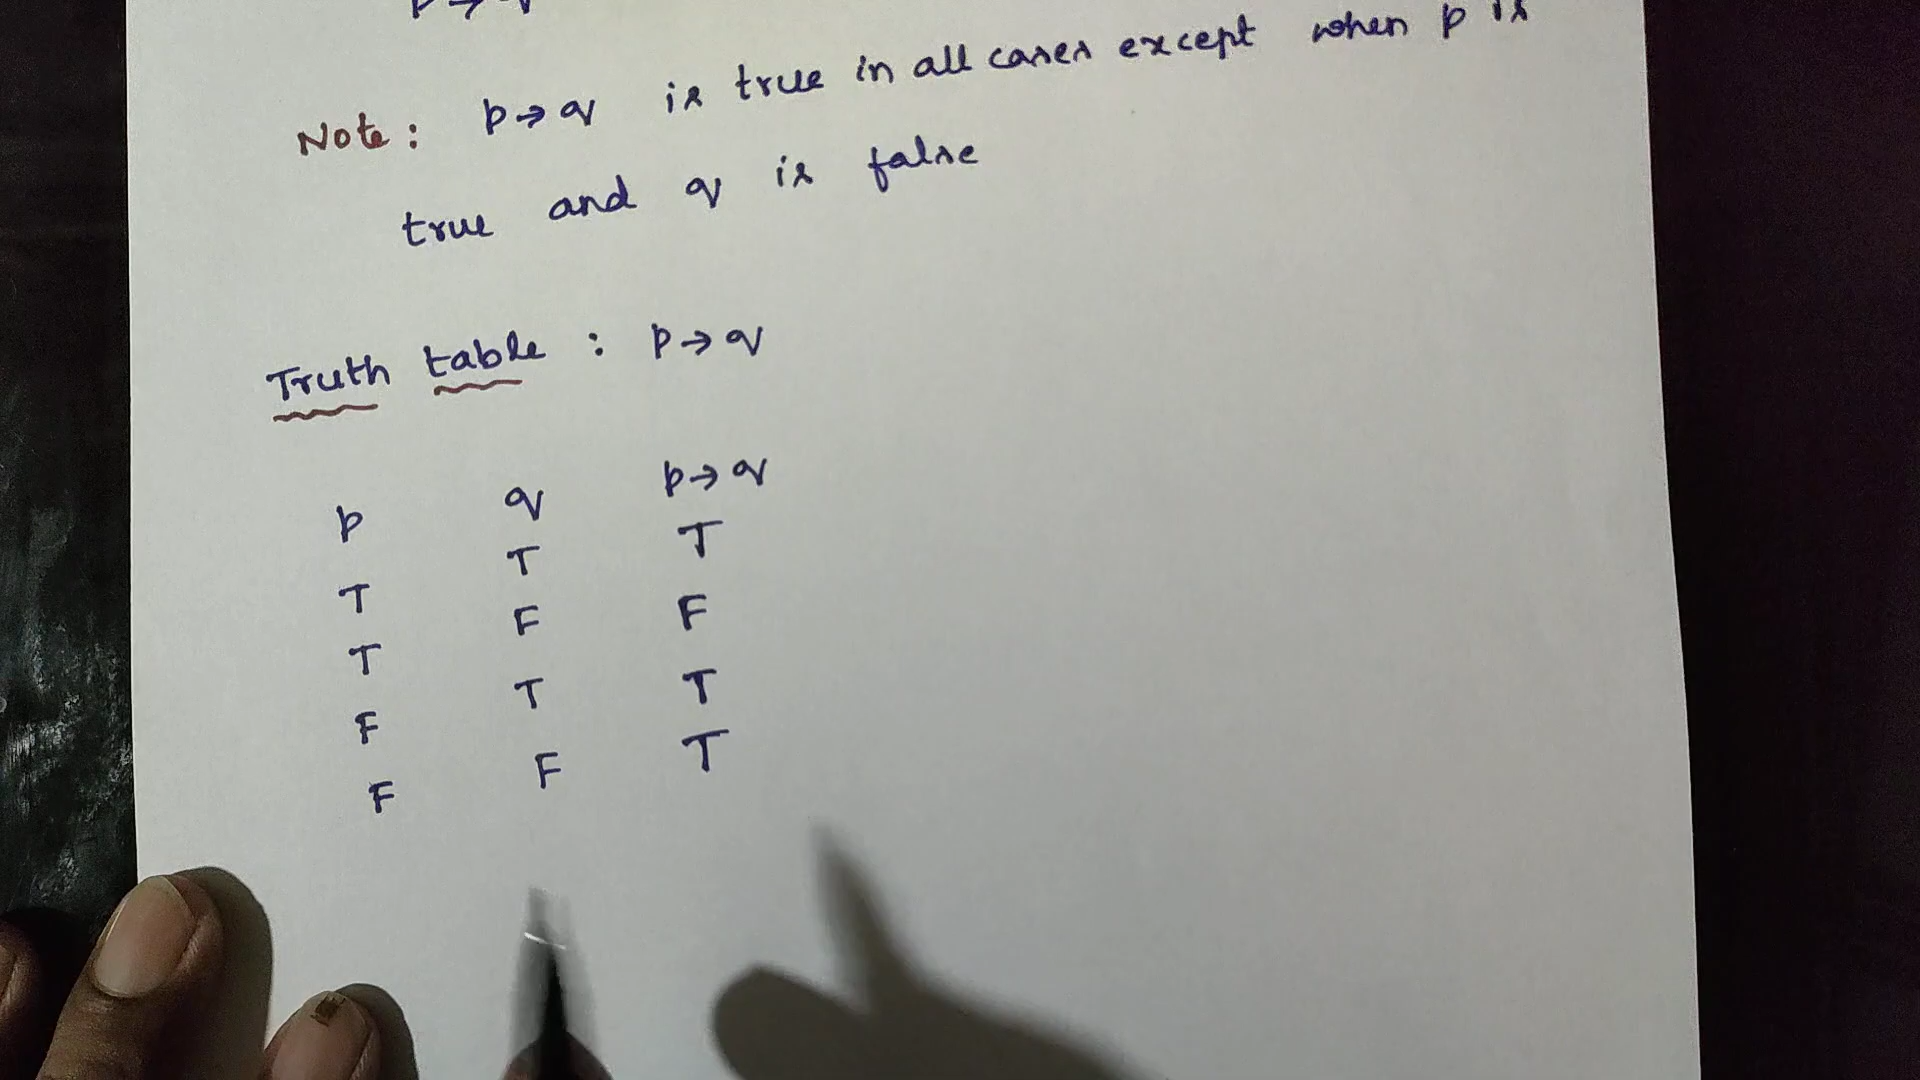 p→q
Note: p→q is true in all cases except when p is
true and q is false
Truth table : p→q
p q p→q
T T T
T F F
F T T
F F T